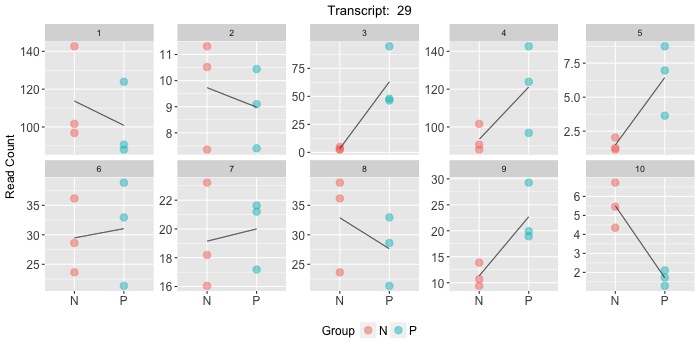 Transcript: 29
1 2 3 4 5
140 120 100
11 10 9 8
75 50 25 0
140 120 100
7.5 5.0 2.5
Read Count
6 7 8 9 10
35 30 25
22 20 18 16
35 30 25
30 25 20 15 10
6 5 4 3 2
N P N P N P N P N P
Group N P